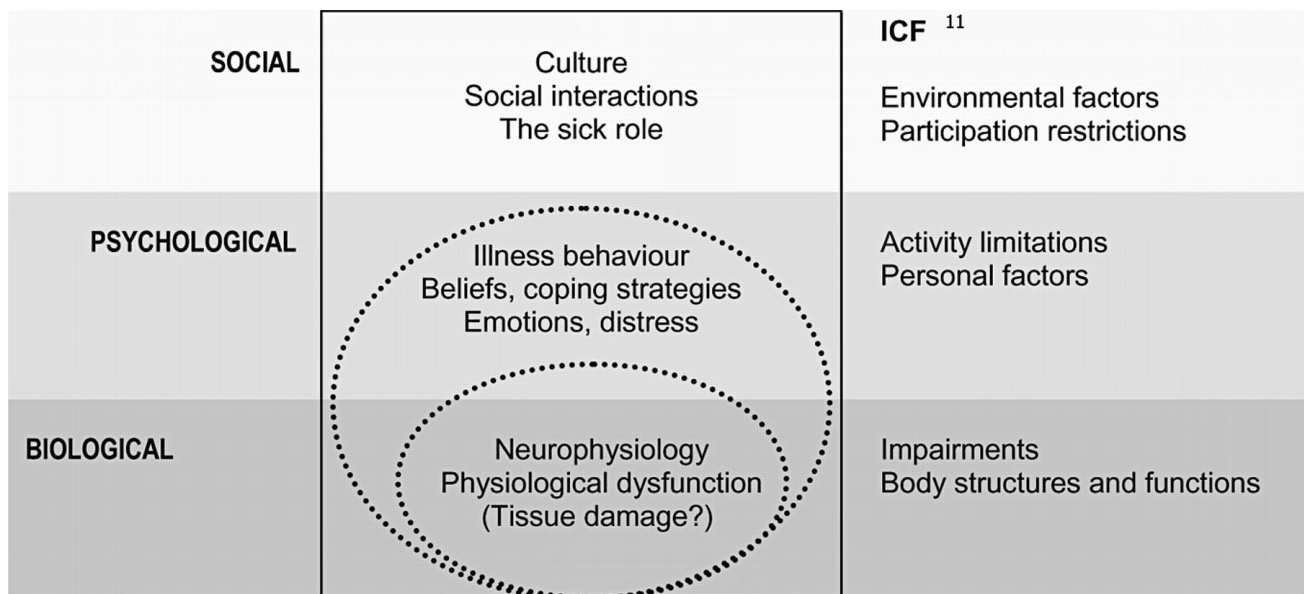 ICF 11
SOCIAL
Culture
Social interactions
The sick role
Environmental factors
Participation restrictions
PSYCHOLOGICAL
Illness behaviour
Beliefs, coping strategies
Emotions, distress
Activity limitations
Personal factors
BIOLOGICAL
Neurophysiology
Physiological dysfunction
(Tissue damage?)
Impairments
Body structures and functions